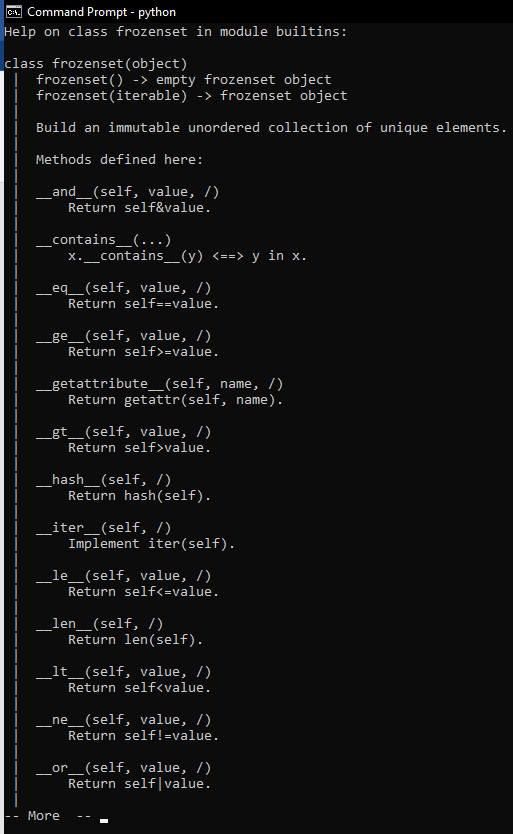 Command Prompt - python
Help on class frozenset in module builtins:

class frozenset(object)
 |  frozenset() -> empty frozenset object
 |  frozenset(iterable) -> frozenset object
 |
 |  Build an immutable unordered collection of unique elements.
 |
 |  Methods defined here:
 |
 |  __and__(self, value, /)
 |      Return self&value.
 |
 |  __contains__(...)
 |      x.__contains__(y) <==> y in x.
 |
 |  __eq__(self, value, /)
 |      Return self==value.
 |
 |  __ge__(self, value, /)
 |      Return self>=value.
 |
 |  __getattribute__(self, name, /)
 |      Return getattr(self, name).
 |
 |  __gt__(self, value, /)
 |      Return self>value.
 |
 |  __hash__(self, /)
 |      Return hash(self).
 |
 |  __iter__(self, /)
 |      Implement iter(self).
 |
 |  __le__(self, value, /)
 |      Return self<=value.
 |
 |  __len__(self, /)
 |      Return len(self).
 |
 |  __lt__(self, value, /)
 |      Return self<value.
 |
 |  __ne__(self, value, /)
 |      Return self!=value.
 |
 |  __or__(self, value, /)
 |      Return self|value.
 |
-- More  --